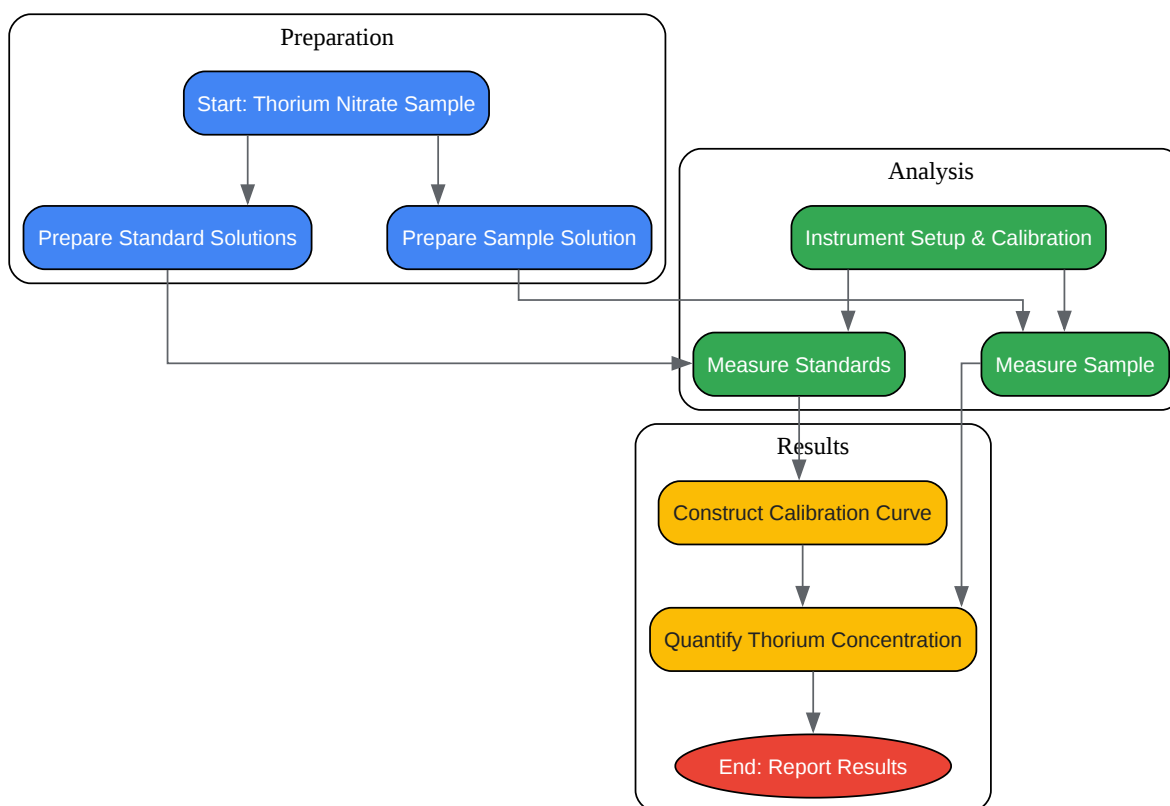 Preparation
Start: Thorium Nitrate Sample
Prepare Standard Solutions
Prepare Sample Solution
Analysis
Instrument Setup & Calibration
Measure Standards
Measure Sample
Results
Construct Calibration Curve
Quantify Thorium Concentration
End: Report Results